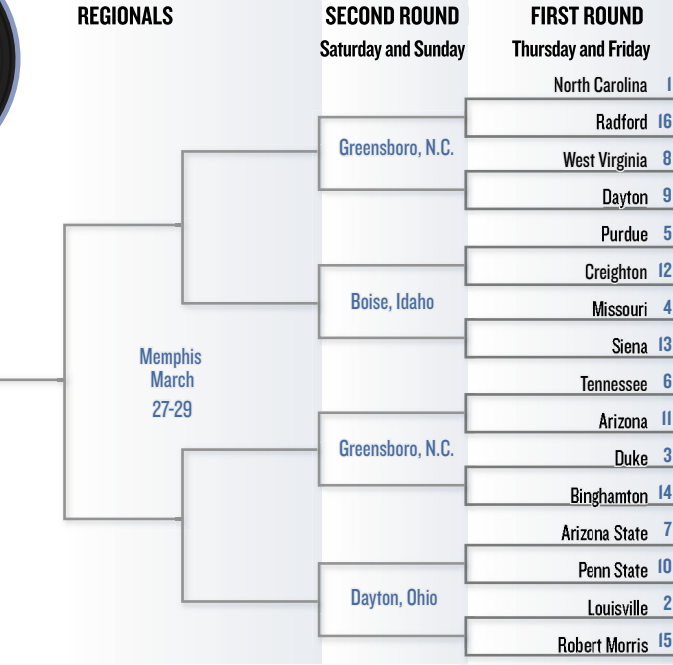 REGIONALS
SECOND ROUND
Saturday and Sunday
FIRST ROUND
Thursday and Friday
North Carolina 1
Radford 16
West Virginia 8
Dayton 9
Purdue 5
Creighton 12
Missouri 4
Siena 13
Tennessee 6
Arizona 11
Duke 3
Binghamton 14
Arizona State 7
Penn State 10
Louisville 2
Robert Morris 15
Greensboro, N.C.
Boise, Idaho
Greensboro, N.C.
Dayton, Ohio
Memphis
March
27-29